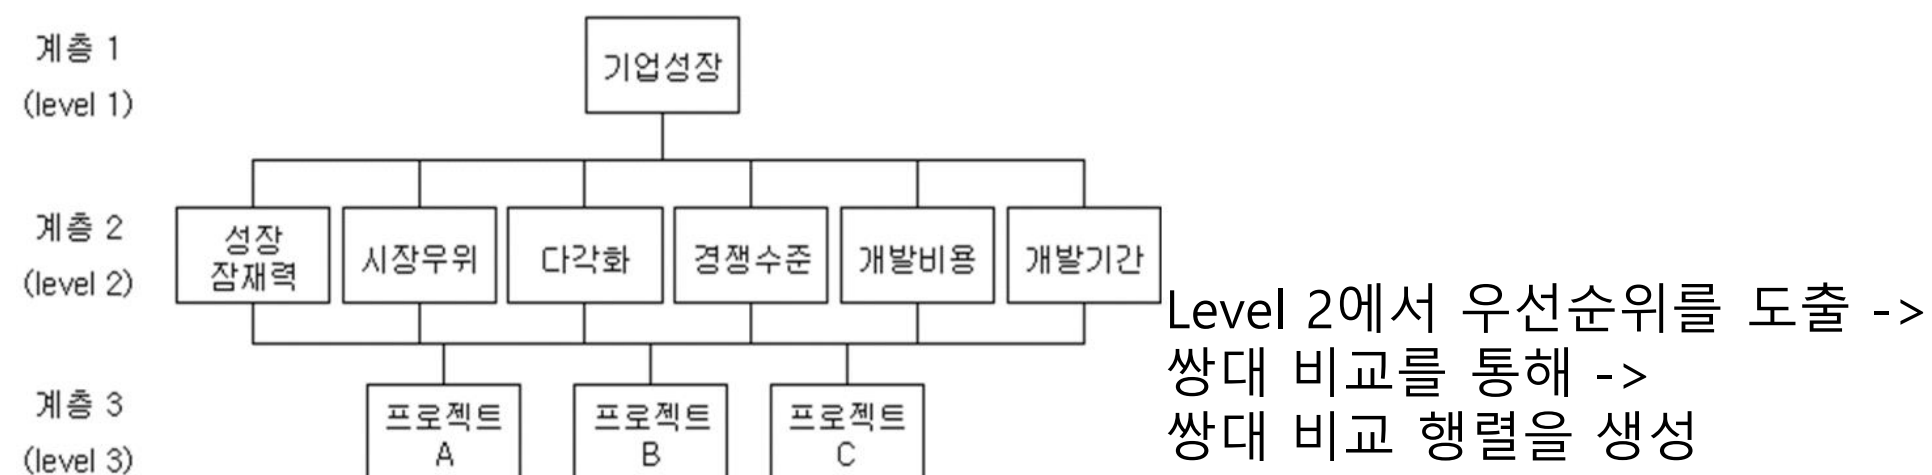 계층 1
(level 1)
기업성장
계층 2
(level 2)
성장
잠재력
시장우위
다각화
경쟁수준
개발비용
개발기간
Level 2에서 우선순위를 도출 ->
쌍대 비교를 통해 ->
쌍대 비교 행렬을 생성
계층 3
(level 3)
프로젝트
A
프로젝트
B
프로젝트
C